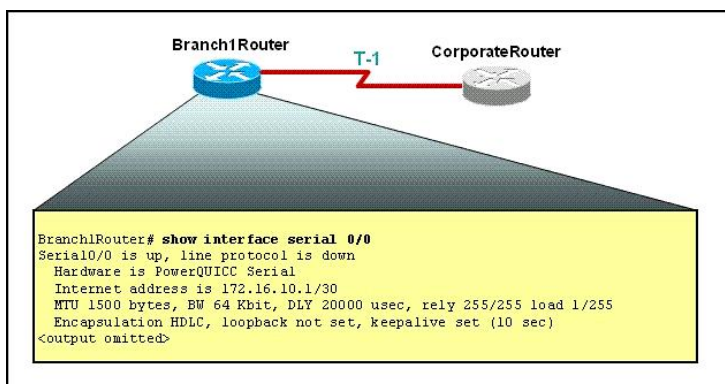 Branch1Router
T-1
CorporateRouter
Branch1Router# show interface serial 0/0
Serial0/0 is up, line protocol is down
Hardware is PowerQUICC Serial
Internet address is 172.16.10.1/30
MTU 1500 bytes, BW 64 Kbit, DLY 20000 usec, rely 255/255 load 1/255
Encapsulation HDLC, loopback not set, keepalive set (10 sec)
<output omitted>